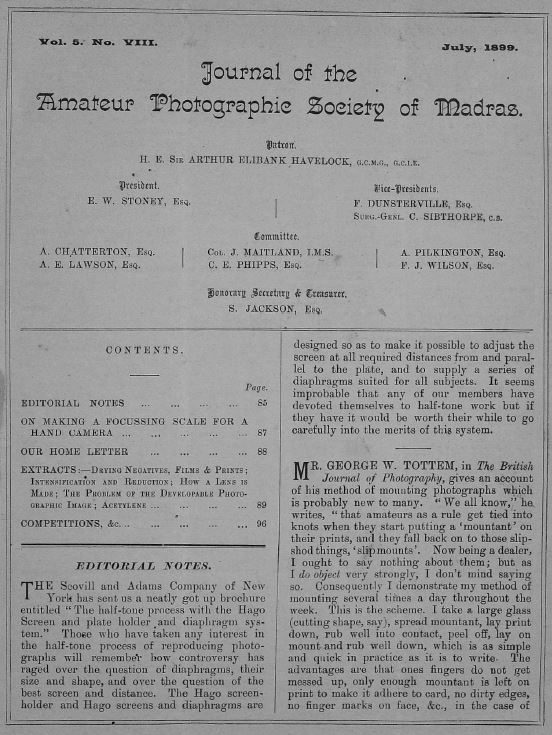 Vol. 5. No. VIII.
July, 1899.
Journal of the
Amateur Photographic Society of Madras.
Patron.
H. E. SIR ARTHUR ELIBANK HAVELOCK, G.C.M.G., G.C.I.E.
President.
E. W. STONEY, ESQ.
Vice-Presidents.
F. DUNSTERVILLE, ESQ.
SURG.-GENL. C. SIBTHORPE, C.B.
Committee.
A. CHATTERTON, ESQ.
A. E. LAWSON, ESQ.
COL. J. MAITLAND, I.M.S.
C. E. PHIPPS, ESQ.
A. PILKINGTON, ESQ.
F. J. WILSON, ESQ.
Honorary Secretary & Treasurer.
S. JACKSON, ESQ.
CONTENTS.
Page.
EDITORIAL NOTES ... ... ... ... 85
ON MAKING A FOCUSSING SCALE FOR A
HAND CAMERA ... ... ... ... ... 87
OUR HOME LETTER ... ... ... ... 88
EXTRACTS:—DRYING NEGATIVES, FILMS & PRINTS;
INTENSIFICATION AND REDUCTION; HOW A LENS IS
MADE; THE PROBLEM OF THE DEVELOPABLE PHOTO-
GRAPHIC IMAGE; ACETYLENE ... ... ... ... 89
COMPETITIONS, &c. .. ... ... ... ... 96
EDITORIAL NOTES.
THE Scovill and Adams Company of New
York has sent us a neatly got up brochure
entitled "The half-tone process with the Hago
Screen and plate holder and diaphragm sys-
tem." Those who have taken any interest in
the half-tone process of reproducing photo-
graphs will remember how controversy has
raged over the question of diaphragms, their
size and shape, and over the question of the
best screen and distance. The Hago screen-
holder and Hago screens and diaphragms are
designed so as to make it possible to adjust the
screen at all required distances from and paral-
lel to the plate, and to supply a series of
diaphragms suited for all subjects. It seems
improbable that any of our members have
devoted themselves to half-tone work but if
they have it would be worth their while to go
carefully into the merits of this system.
MR. GEORGE W. TOTTEM, in The British
Journal of Photography, gives an account
of his method of mounting photographs which
is probably new to many. "We all know," he
writes, "that amateurs as a rule get tied into
knots when they start putting a 'mountant' on
their prints, and they fall back on to those slip-
shod things, 'slip mounts'. Now being a dealer,
I ought to say nothing about them; but as
I do object very strongly, I don't mind saying
so. Consequently I demonstrate my method of
mounting several times a day throughout the
week. This is the scheme. I take a large glass
(cutting shape, say), spread mountant, lay print
down, rub well into contact, peel off, lay on
mount and rub well down, which is as simple
and quick in practice as it is to write. The
advantages are that ones fingers do not get
messed up, only enough mountant is left on
print to make it adhere to card, no dirty edges,
no finger marks on face, &c., in the case of